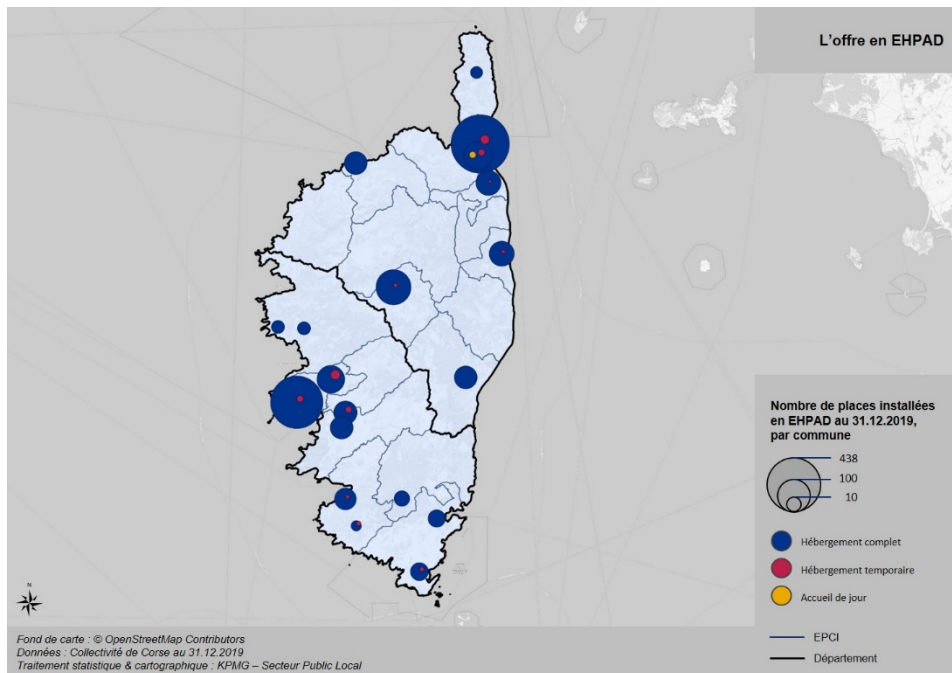 L'offre en EHPAD
Nombre de places installées
en EHPAD au 31.12.2019,
par commune
438
100
10
Hébergement complet
Hébergement temporaire
Accueil de jour
EPCI
Département
N
Fond de carte : © OpenStreetMap Contributors
Données : Collectivité de Corse au 31.12.2019
Traitement statistique & cartographique : KPMG – Secteur Public Local